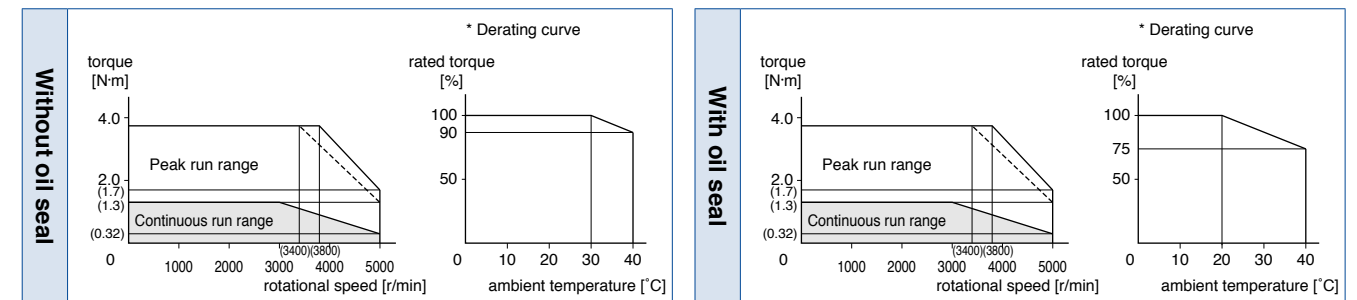 Without oil seal
* Derating curve
torque
[N·m]
4.0
2.0
(1.7)
(1.3)
(0.32)
0
Peak run range
Continuous run range
(3400)(3800)
1000 2000 3000 4000 5000
rotational speed [r/min]
rated torque
[%]
100
90
50
0
10 20 30 40
ambient temperature [˚C]
With oil seal
* Derating curve
torque
[N·m]
4.0
2.0
(1.7)
(1.3)
(0.32)
0
Peak run range
Continuous run range
(3400)(3800)
1000 2000 3000 4000 5000
rotational speed [r/min]
rated torque
[%]
100
75
50
0
10 20 30 40
ambient temperature [˚C]